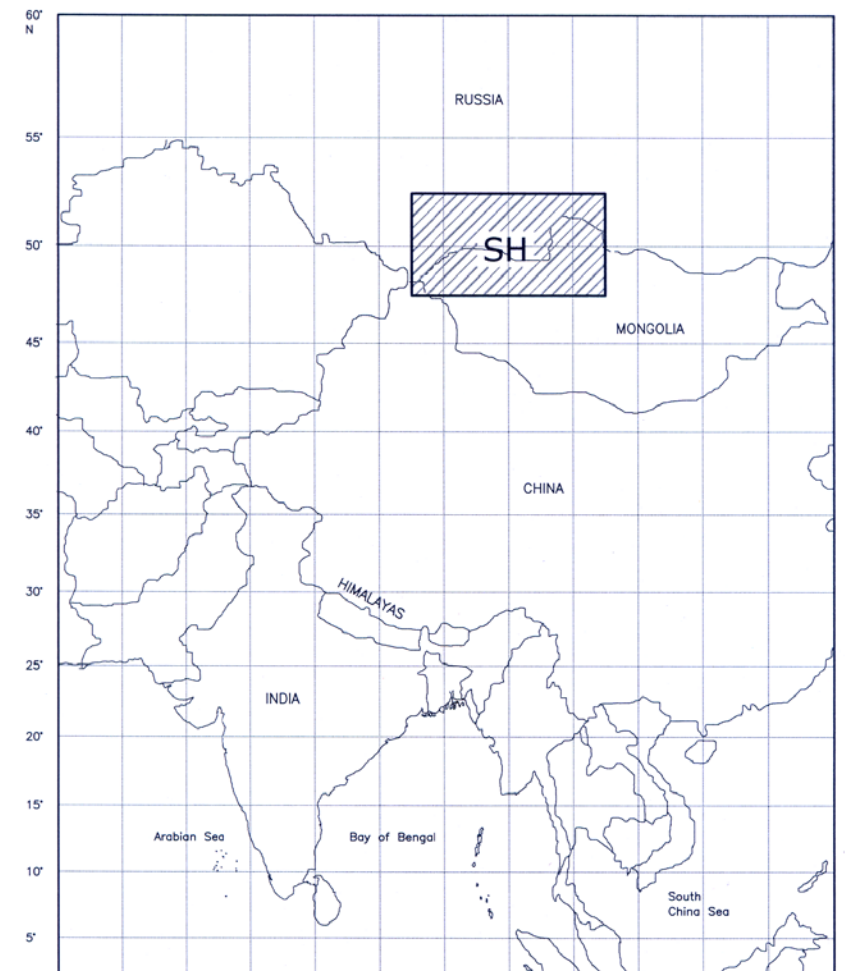 60°
N
RUSSIA
55°
50°
SH
MONGOLIA
45°
40°
CHINA
35°
30°
HIMALAYAS
25°
INDIA
20°
15°
Arabian Sea
Bay of Bengal
10°
South
China Sea
5°